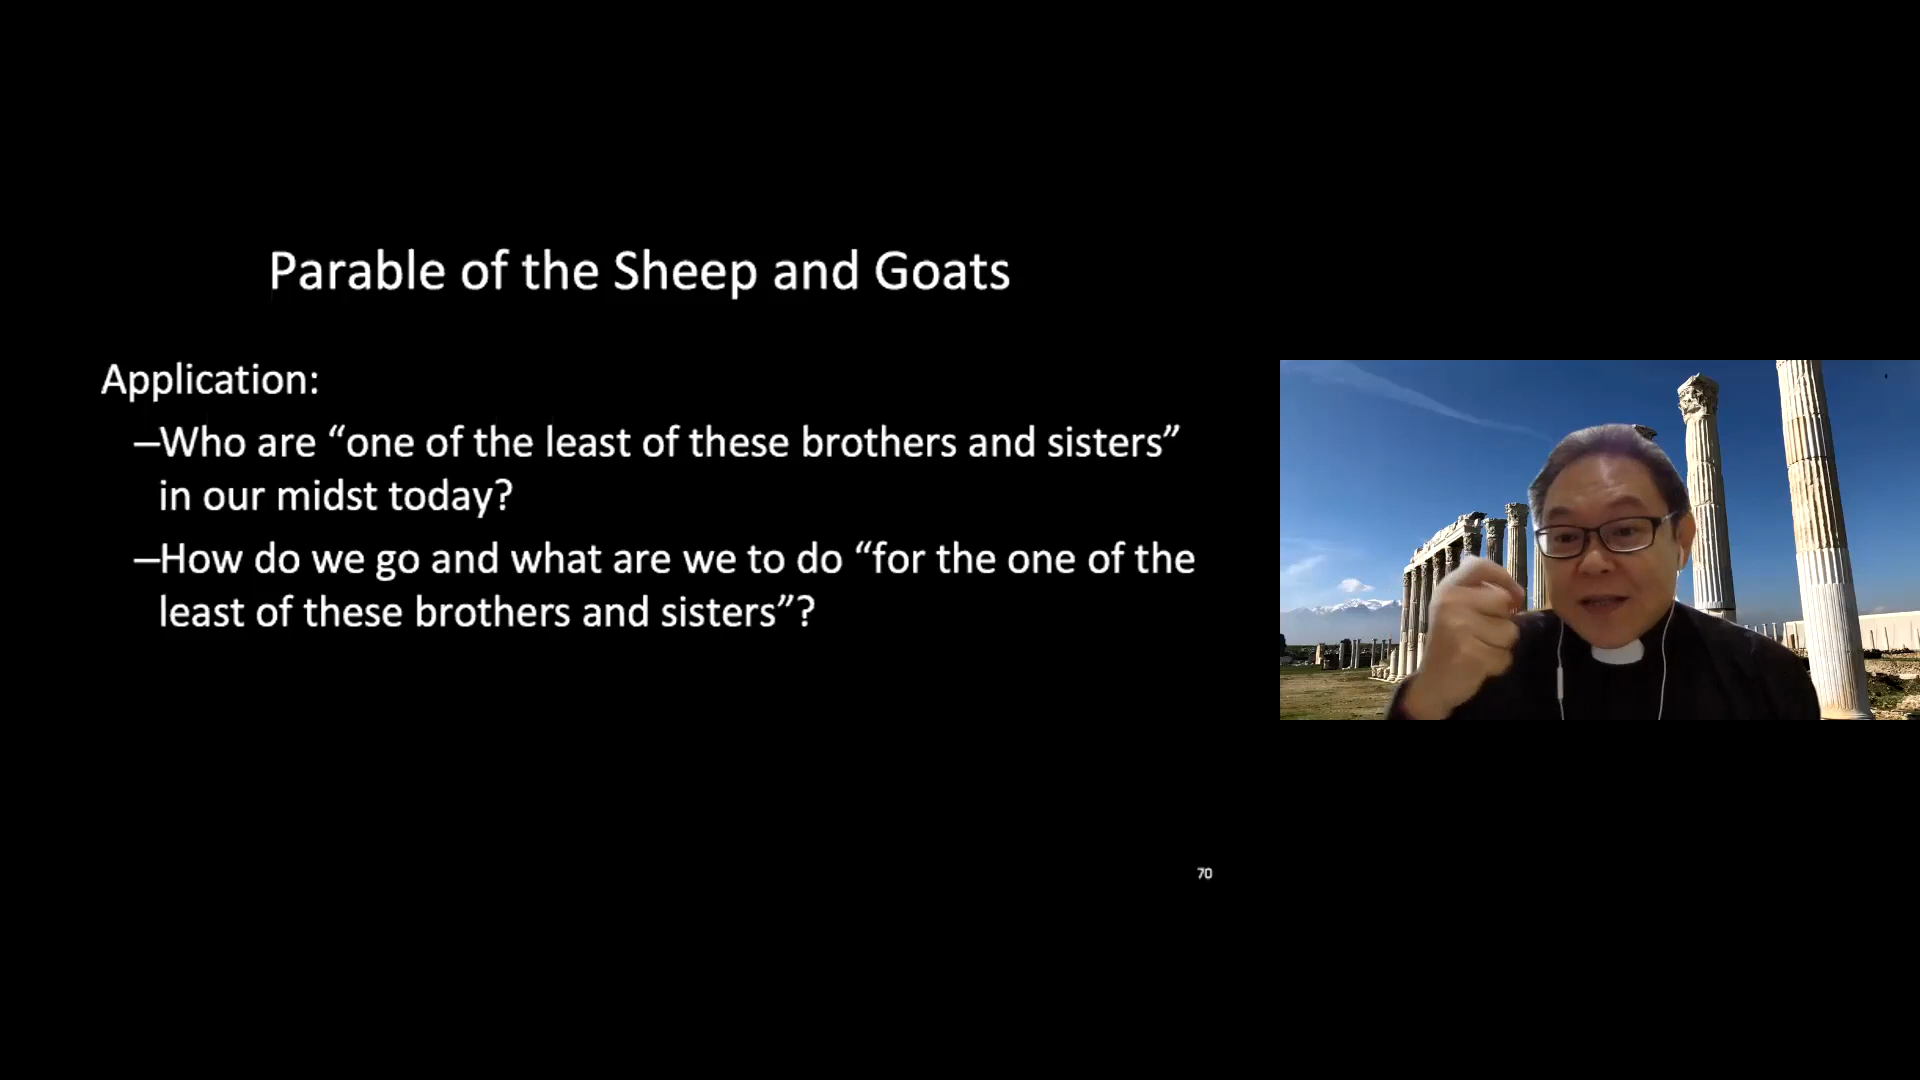 Parable of the Sheep and Goats
Application:
–Who are “one of the least of these brothers and sisters”
in our midst today?
–How do we go and what are we to do “for the one of the
least of these brothers and sisters”?
70